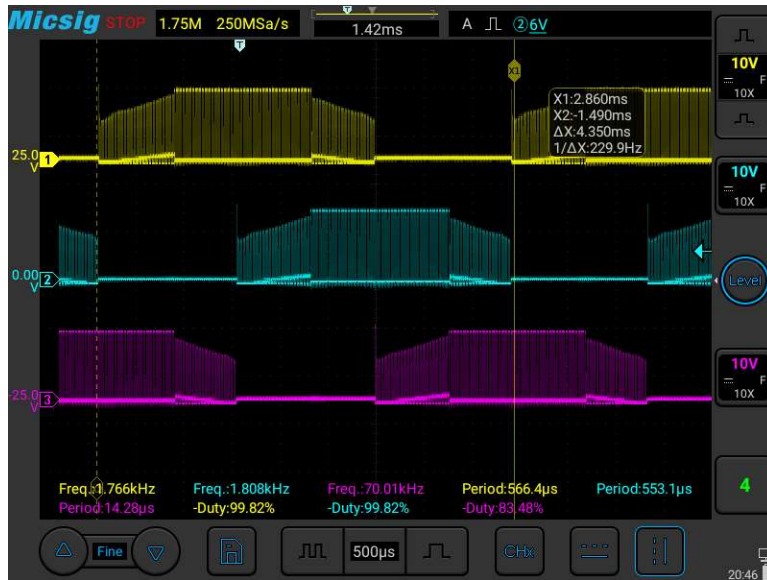 Micsig STOP 1.75M 250MSa/s T 1.42ms A ②6V
T
X1
X1:2.860ms
X2:-1.490ms
ΔX:4.350ms
1/ΔX:229.9Hz
10V
F
10X
25.0
V
1
10V
F
10X
0.00
V
2
Level
10V
F
10X
-25.0
V
3
Freq.:1.766kHz Freq.:1.808kHz Freq.:70.01kHz Period:566.4µs Period:553.1µs
Period:14.28µs -Duty:99.82% -Duty:99.82% -Duty:83.48%
4
Fine 500µs CHx
20:46